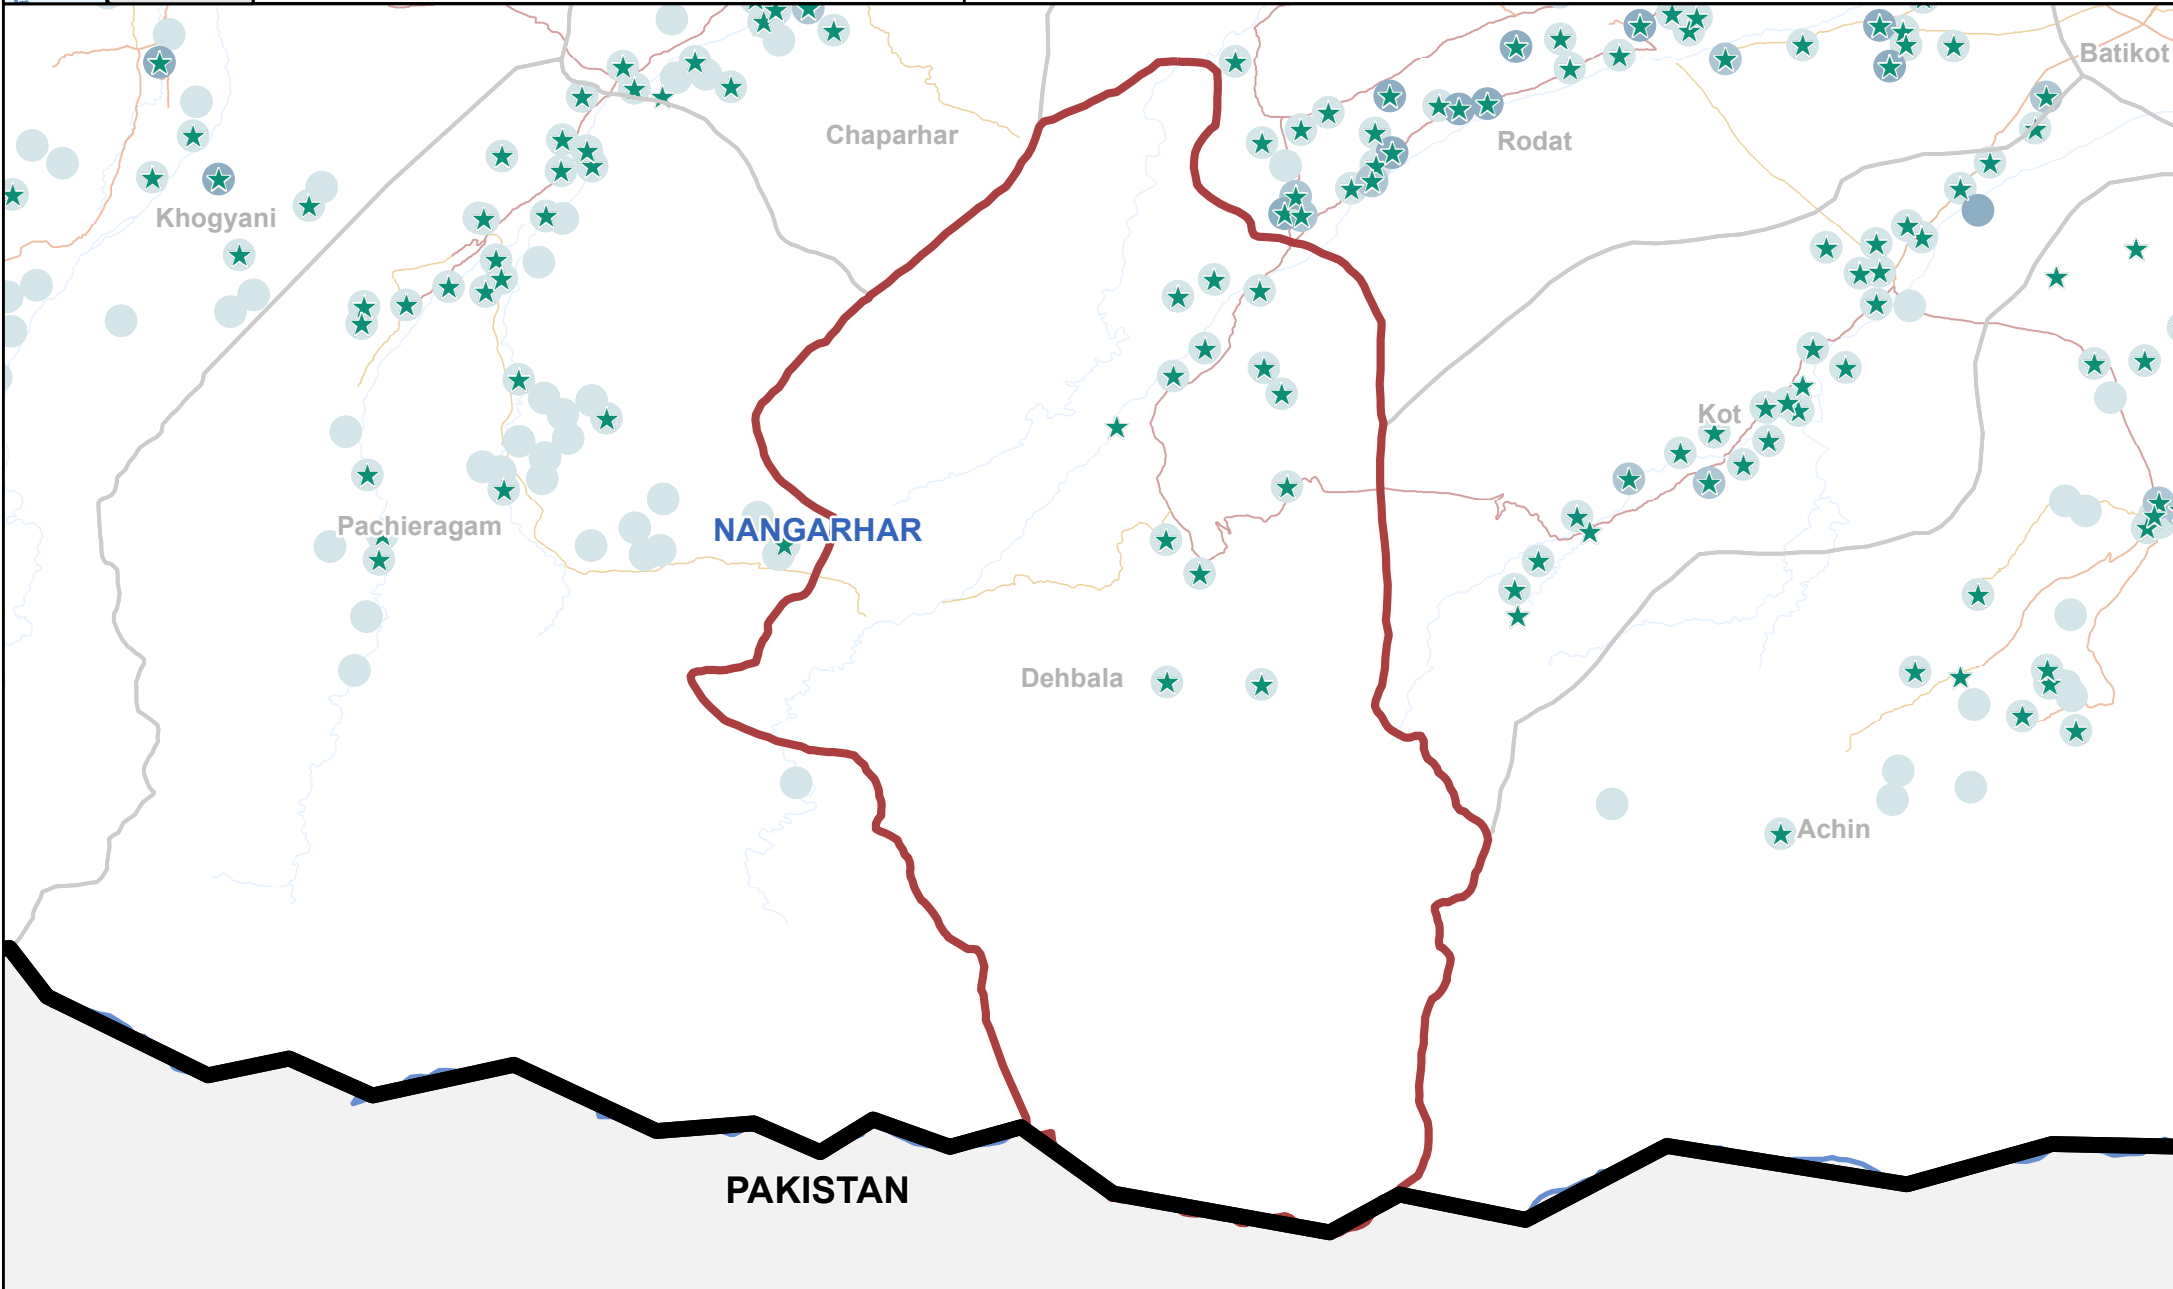 Batikot
Chaparhar
Rodat
Khogyani
Kot
Pachieragam
NANGARHAR
Dehbala
Achin
PAKISTAN